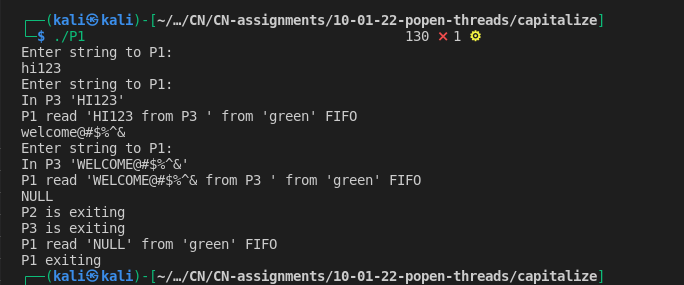 ┌──(kali㉿kali)-[~/…/CN/CN-assignments/10-01-22-popen-threads/capitalize]
└─$ ./P1 130 ⨯ 1 ⚙
Enter string to P1:
hi123
Enter string to P1:
In P3 'HI123'
P1 read 'HI123 from P3 ' from 'green' FIFO
welcome@#$%^&
Enter string to P1:
In P3 'WELCOME@#$%^&'
P1 read 'WELCOME@#$%^& from P3 ' from 'green' FIFO
NULL
P2 is exiting
P3 is exiting
P1 read 'NULL' from 'green' FIFO
P1 exiting
┌──(kali㉿kali)-[~/…/CN/CN-assignments/10-01-22-popen-threads/capitalize]